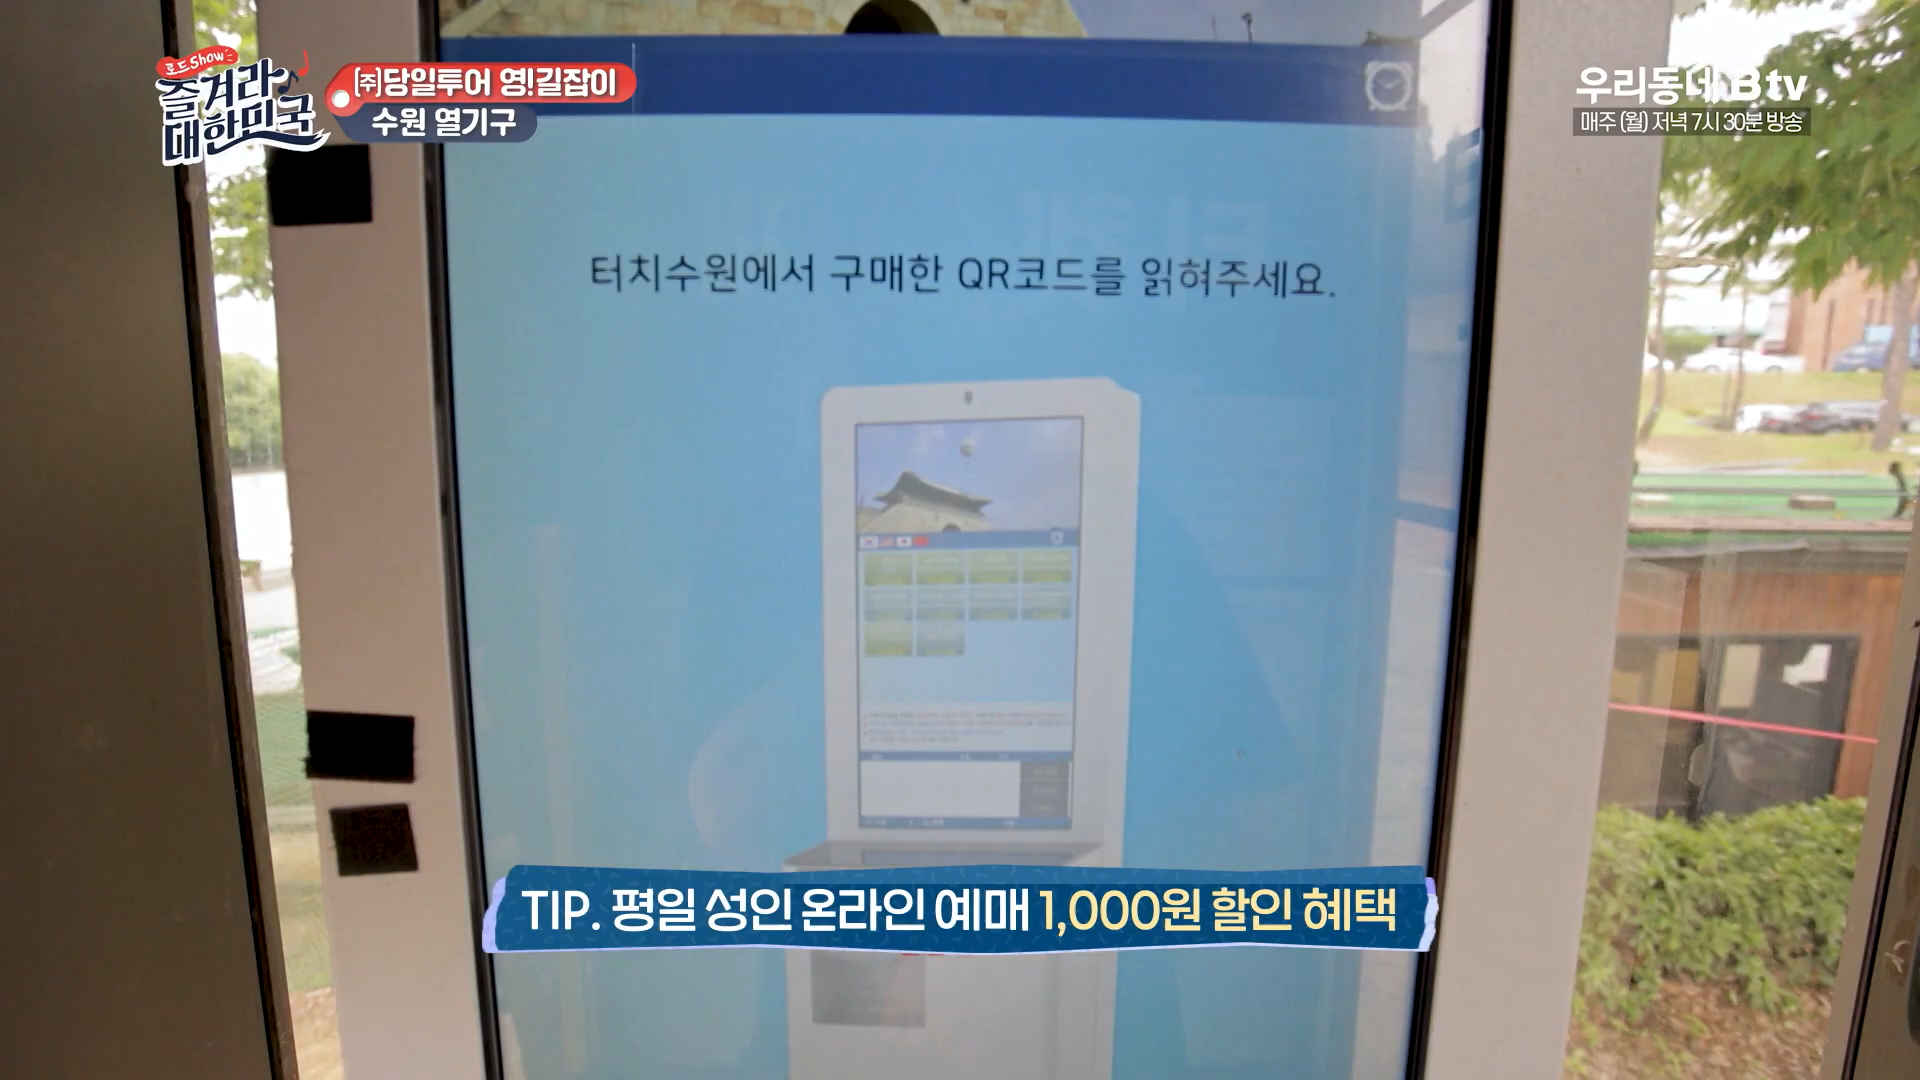 로드Show
즐겨라
대한민국
(주)당일투어 영!길잡이
수원 열기구
우리동네 B tv
매주 (월) 저녁 7시 30분 방송
터치수원에서 구매한 QR코드를 읽혀주세요.
TIP. 평일 성인 온라인 예매 1,000원 할인 혜택